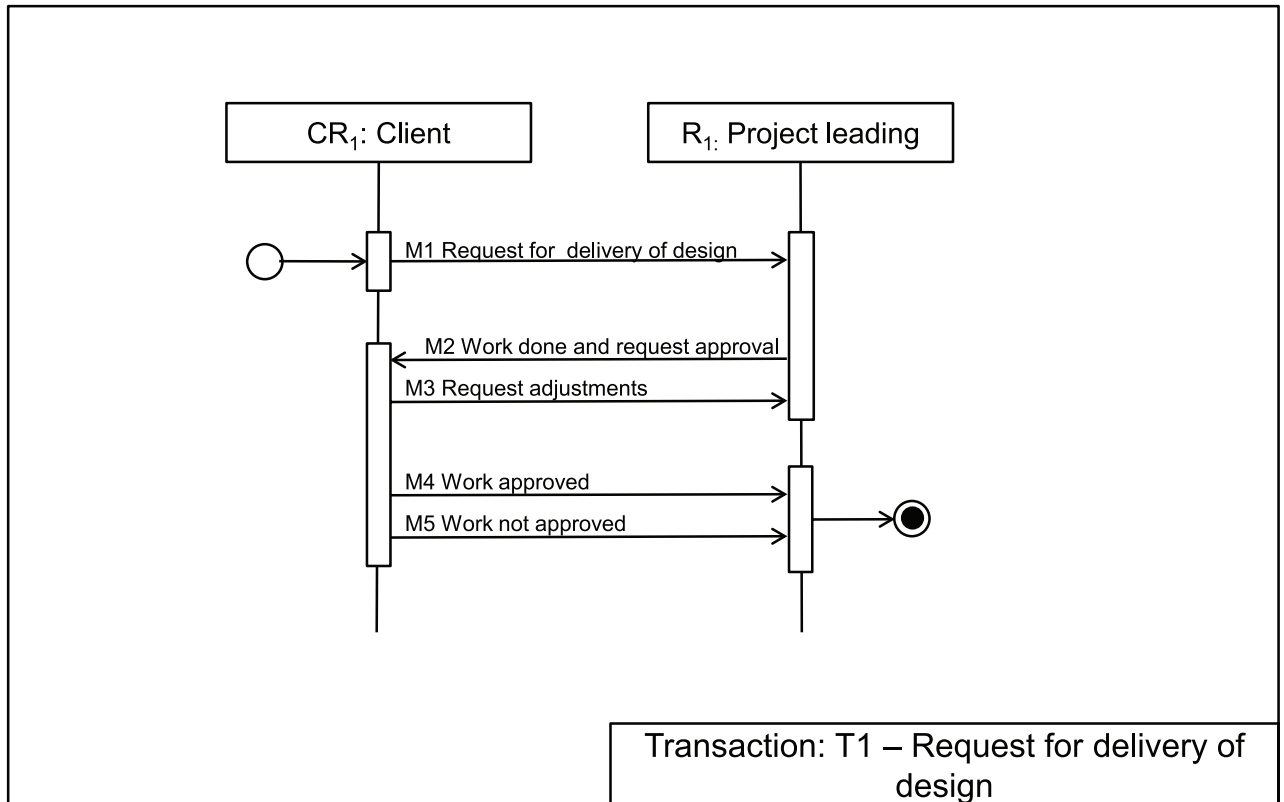 CR₁: Client
R₁: Project leading
M1 Request for delivery of design
M2 Work done and request approval
M3 Request adjustments
M4 Work approved
M5 Work not approved
Transaction: T1 – Request for delivery of
design